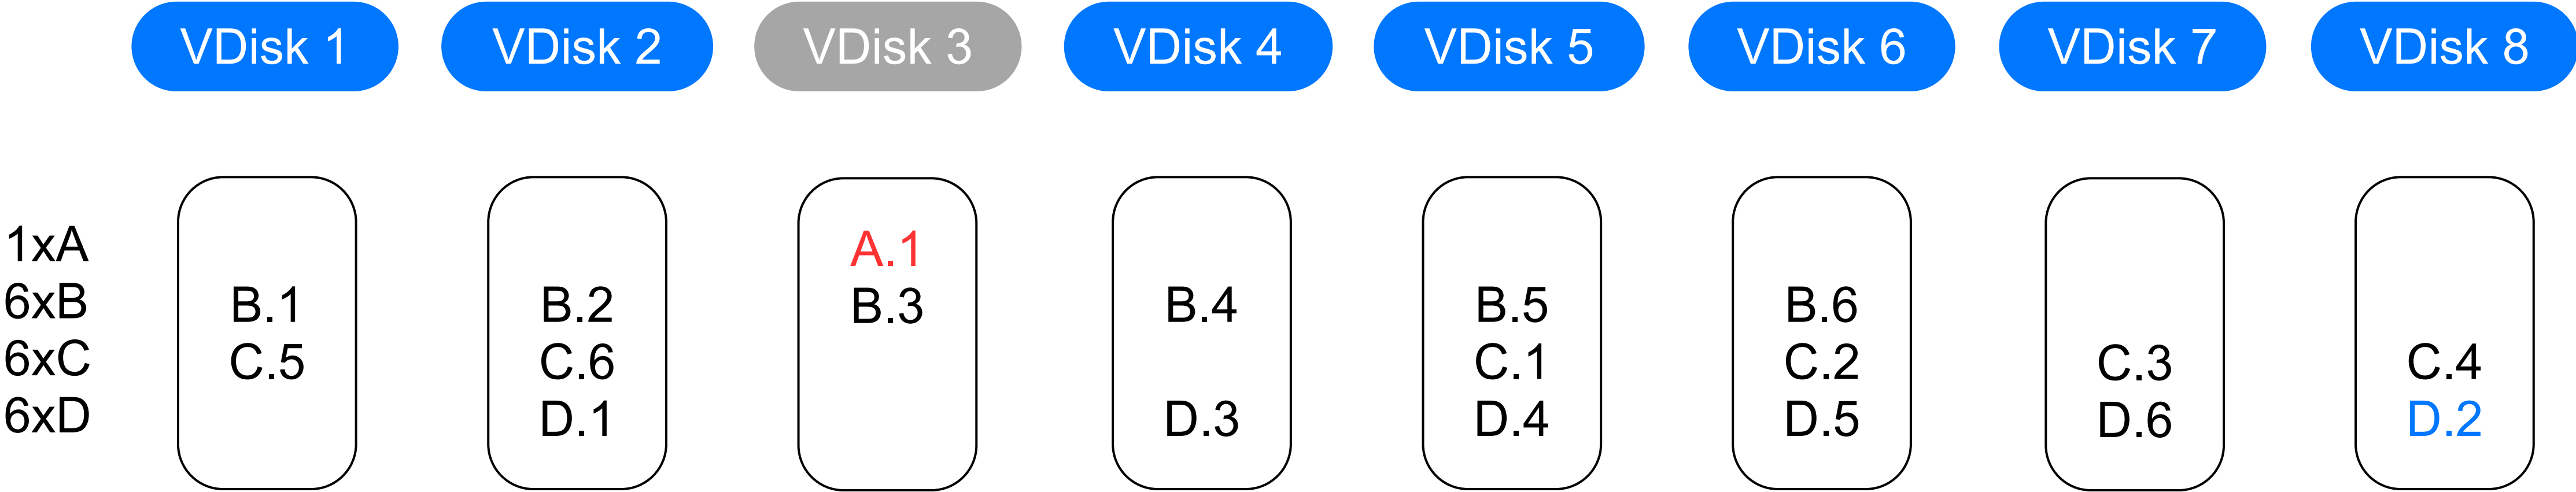 VDisk 1 VDisk 2 VDisk 3 VDisk 4 VDisk 5 VDisk 6 VDisk 7 VDisk 8
1xA A.1
6xB B.1 B.2 B.3 B.4 B.5 B.6
6xC C.5 C.6 C.1 C.2 C.3 C.4
6xD D.1 D.3 D.4 D.5 D.6 D.2